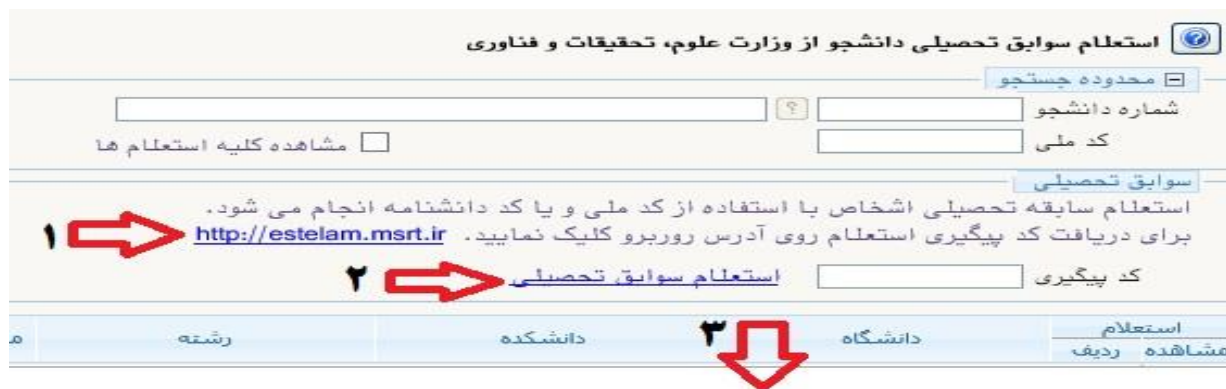 استعلام سوابق تحصیلی دانشجو از وزارت علوم، تحقیقات و فناوری
محدوده جستجو
شماره دانشجو ؟
کد ملی مشاهده کلیه استعلام ها
سوابق تحصیلی
استعلام سابقه تحصیلی اشخاص با استفاده از کد ملی و یا کد دانشنامه انجام می شود.
برای دریافت کد پیگیری استعلام روی آدرس روربرو کلیک نمایید. http://estelam.msrt.ir ۱
کد پیگیری استعلام سوابق تحصیلی ۲
استعلام
مشاهده ردیف دانشگاه ۳ دانشکده رشته